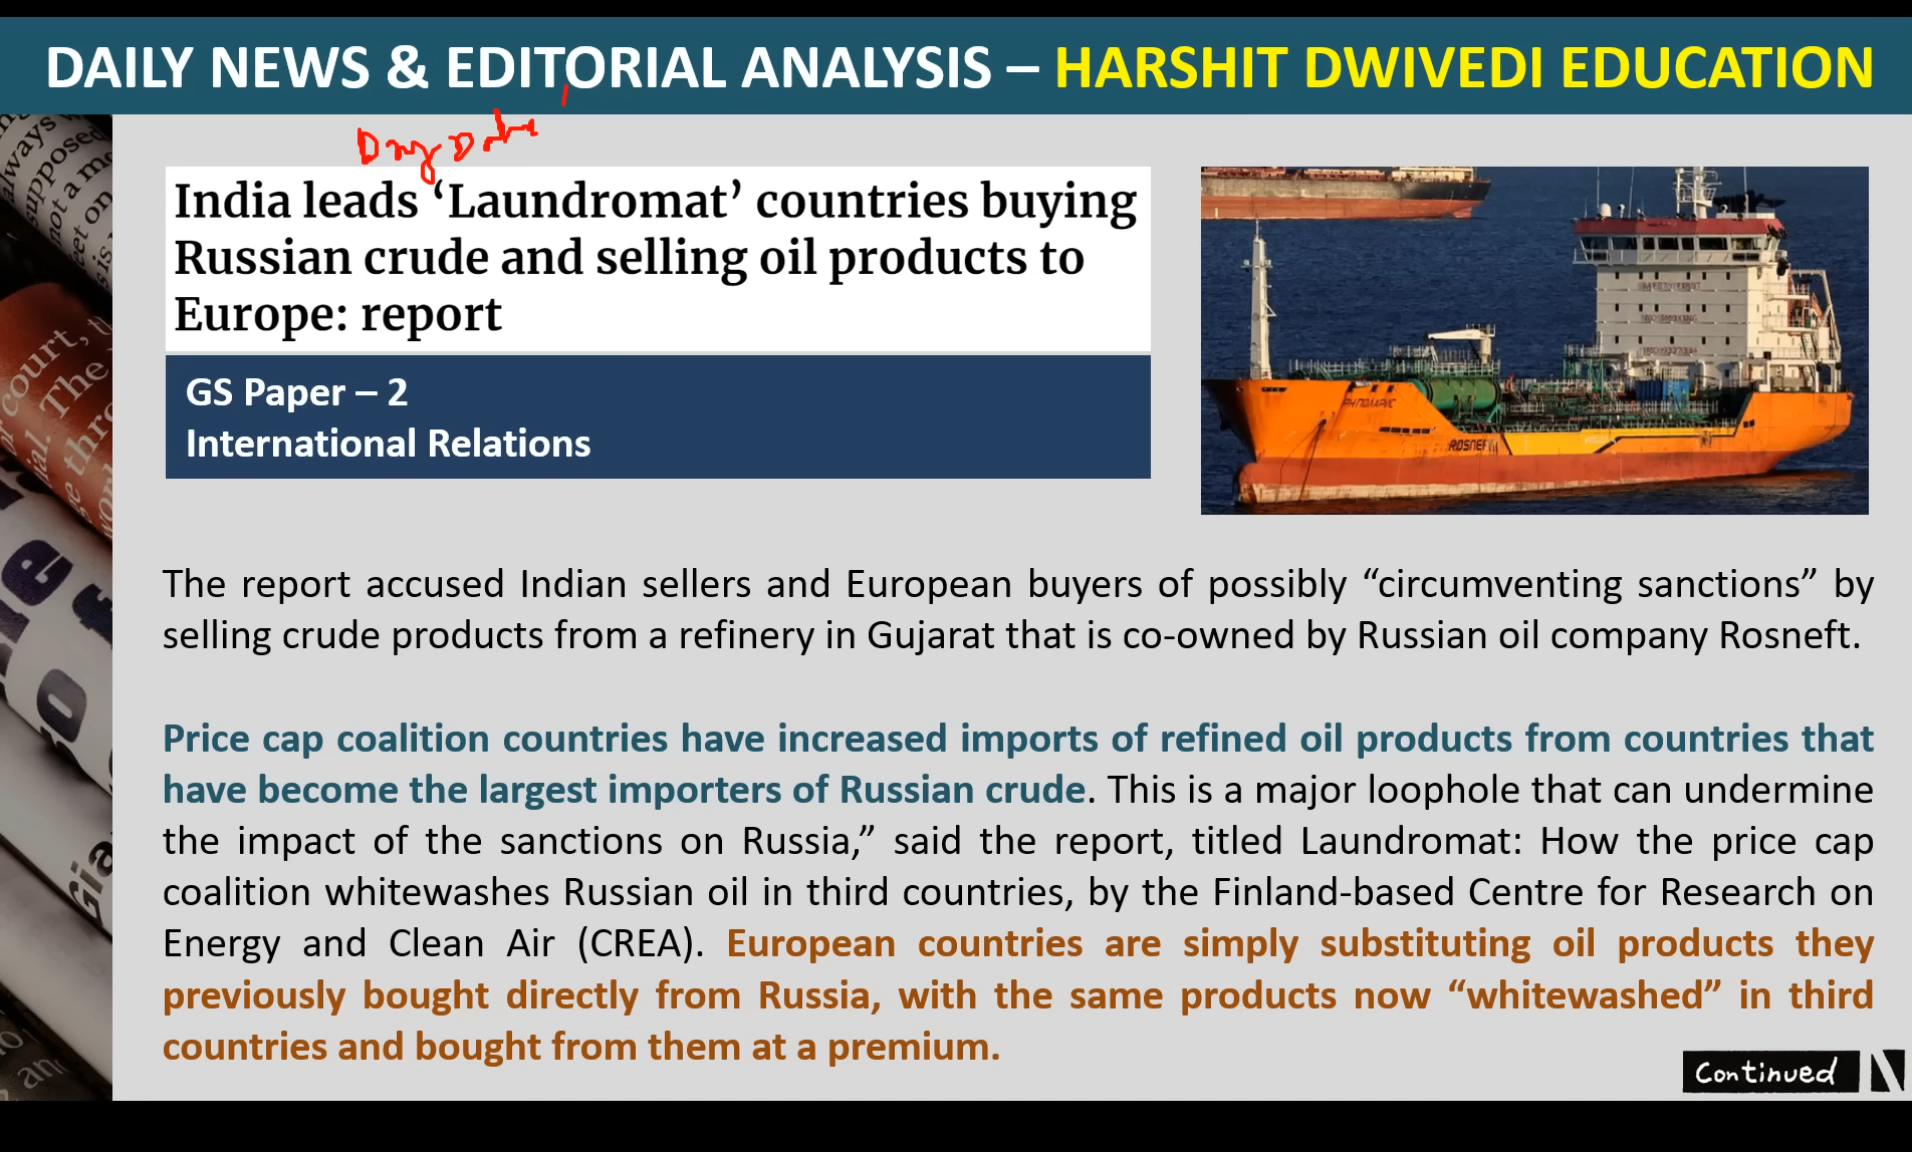 DAILY NEWS & EDITORIAL ANALYSIS – HARSHIT DWIVEDI EDUCATION
India leads ‘Laundromat’ countries buying
Russian crude and selling oil products to
Europe: report
GS Paper – 2
International Relations
ROSNEFT
The report accused Indian sellers and European buyers of possibly “circumventing sanctions” by
selling crude products from a refinery in Gujarat that is co-owned by Russian oil company Rosneft.
Price cap coalition countries have increased imports of refined oil products from countries that
have become the largest importers of Russian crude. This is a major loophole that can undermine
the impact of the sanctions on Russia,” said the report, titled Laundromat: How the price cap
coalition whitewashes Russian oil in third countries, by the Finland-based Centre for Research on
Energy and Clean Air (CREA). European countries are simply substituting oil products they
previously bought directly from Russia, with the same products now “whitewashed” in third
countries and bought from them at a premium.
Continued